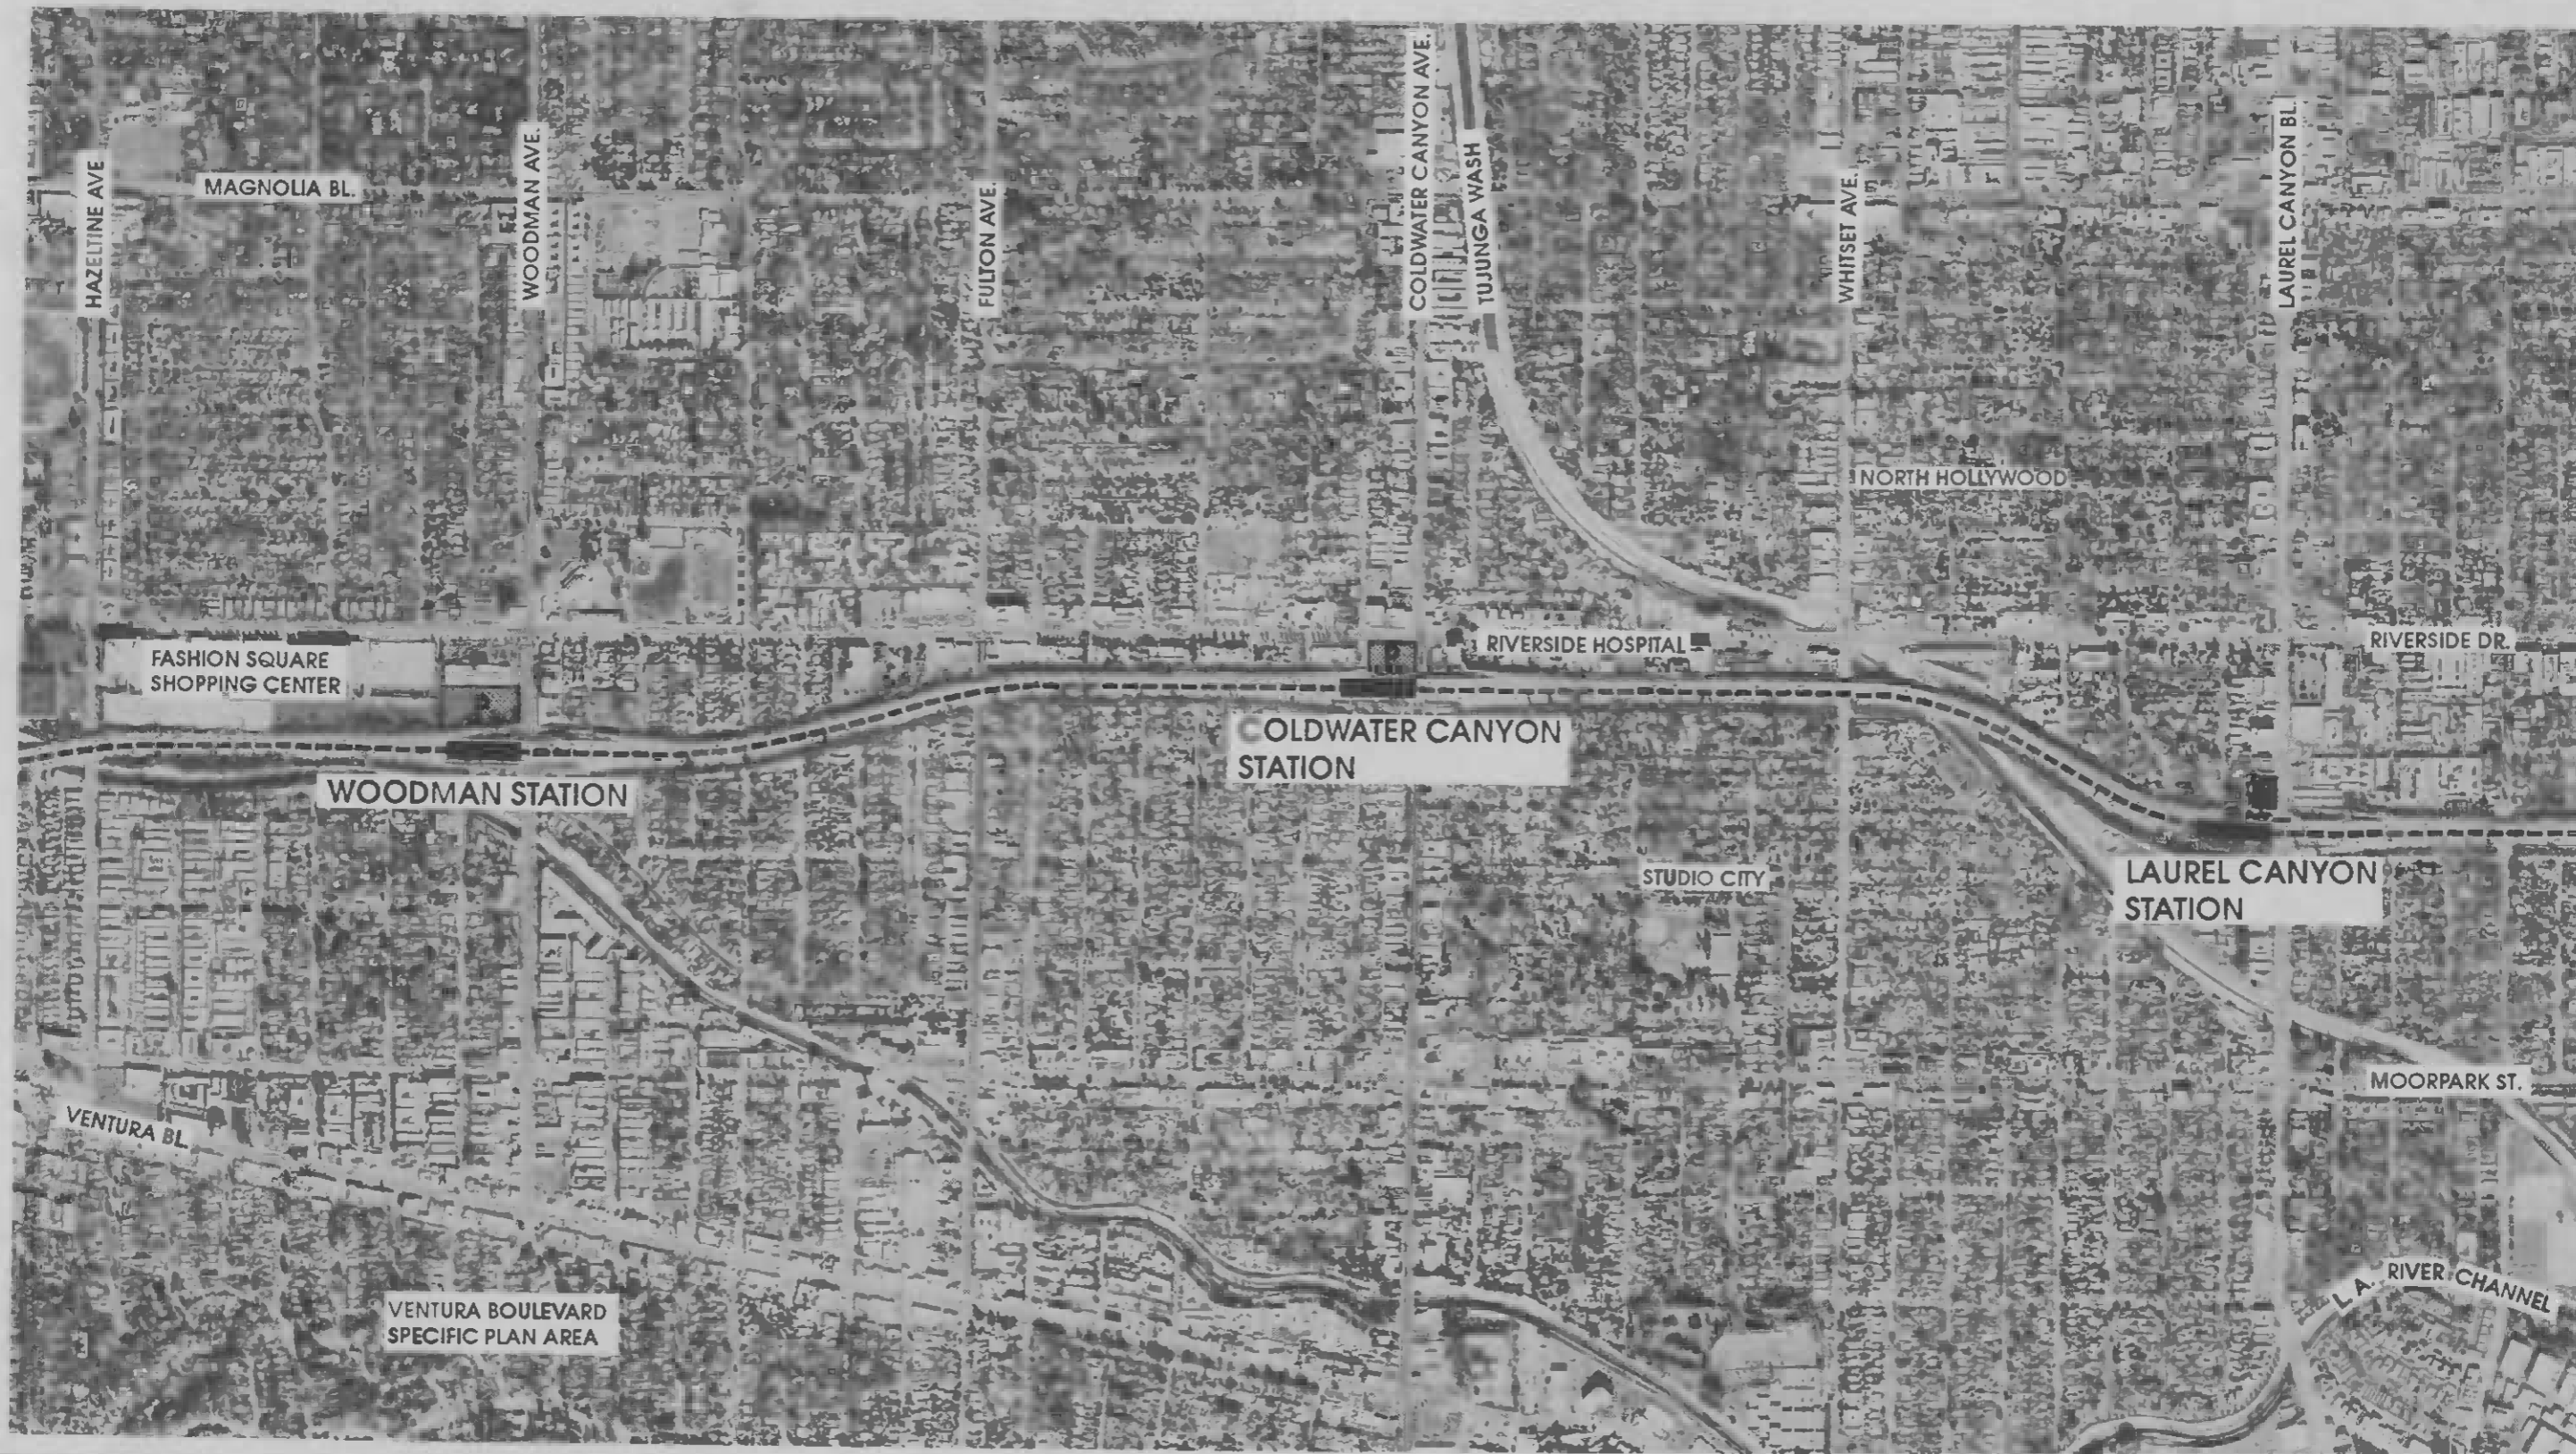 HAZELTINE AVE
MAGNOLIA BL.
WOODMAN AVE.
FULTON AVE.
COLDWATER CANYON AVE.
TUJUNGA WASH
WHITSET AVE.
LAUREL CANYON BL.
NORTH HOLLYWOOD
FASHION SQUARE
SHOPPING CENTER
RIVERSIDE HOSPITAL
RIVERSIDE DR.
WOODMAN STATION
COLDWATER CANYON
STATION
STUDIO CITY
LAUREL CANYON
STATION
MOORPARK ST.
VENTURA BL.
VENTURA BOULEVARD
SPECIFIC PLAN AREA
L.A. RIVER CHANNEL